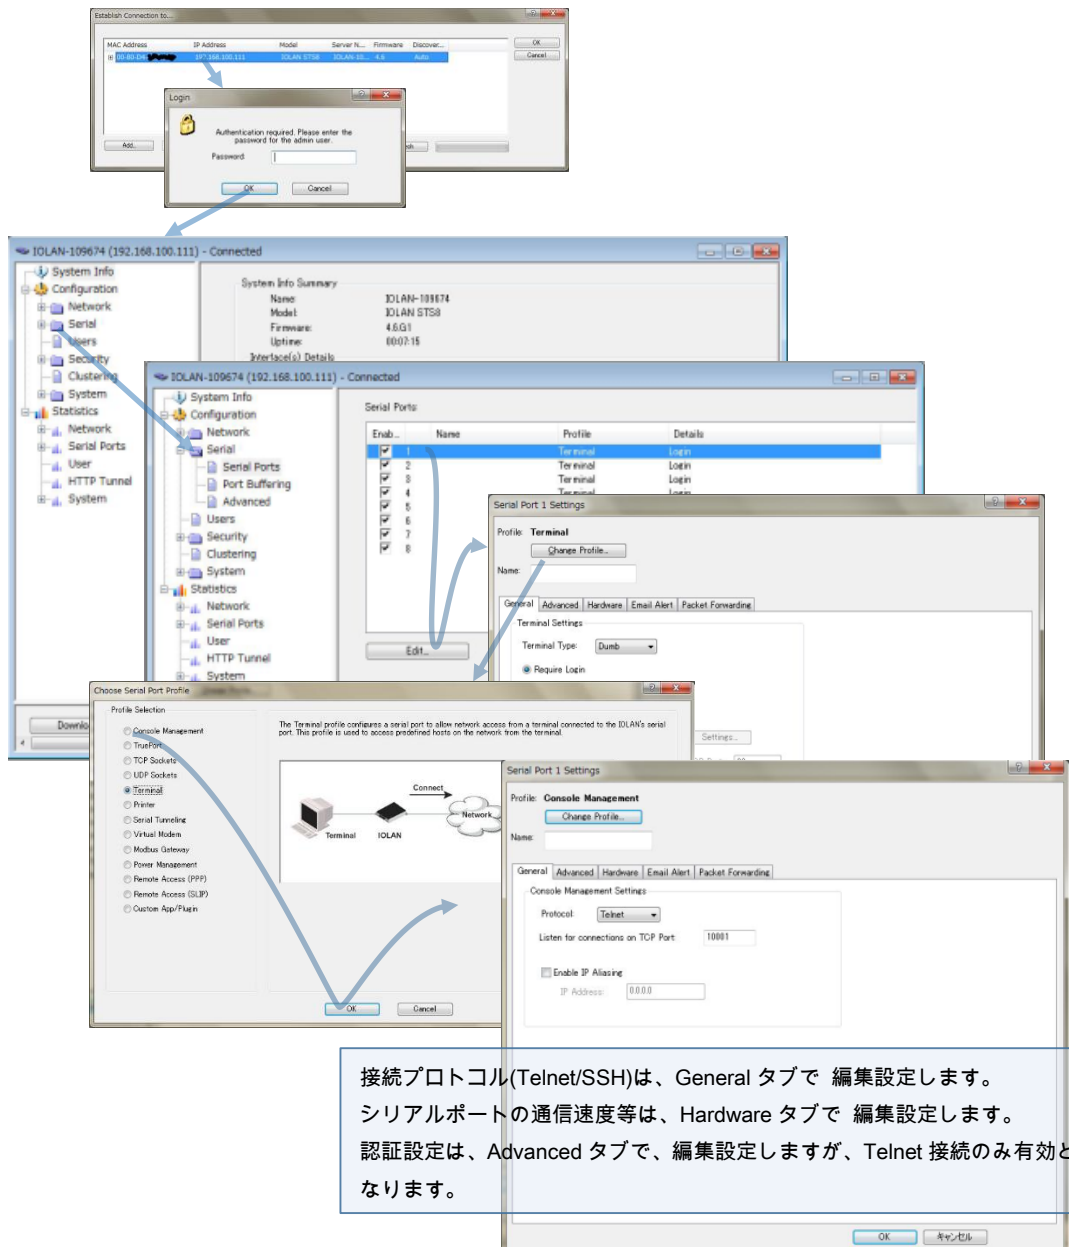 Establish Connection to...
MAC Address IP Address Model Server N... Firmware Discover...
00-80-D4 192.168.100.111 IOLAN STS8 IOLAN-10... 4.6 Auto
OK
Cancel
Add...
Login
Authentication required. Please enter the
password for the admin user.
Password:
OK Cancel
IOLAN-109674 (192.168.100.111) - Connected
System Info
Configuration
Network
Serial
Users
Security
Clustering
System
Statistics
Network
Serial Ports
User
HTTP Tunnel
System
System Info Summary
Name: IOLAN-109674
Model: IOLAN STS8
Firmware: 4.6.G1
Uptime: 00:07:15
Interface(s) Details
IOLAN-109674 (192.168.100.111) - Connected
System Info
Configuration
Network
Serial
Serial Ports
Port Buffering
Advanced
Users
Security
Clustering
System
Statistics
Network
Serial Ports
User
HTTP Tunnel
System
Serial Ports:
Enab... Name Profile Details
1 Terminal Login
2 Terminal Login
3 Terminal Login
4 Terminal Login
5
6
7
8
Edit...
Serial Port 1 Settings
Profile: Terminal
Change Profile...
Name:
General Advanced Hardware Email Alert Packet Forwarding
Terminal Settings
Terminal Type: Dumb
Require Login
Settings...
Choose Serial Port Profile
Profile Selection
Console Management
TruePort
TCP Sockets
UDP Sockets
Terminal
Printer
Serial Tunneling
Virtual Modem
Modbus Gateway
Power Management
Remote Access (PPP)
Remote Access (SLIP)
Custom App/Plugin
The Terminal profile configures a serial port to allow network access from a terminal connected to the IOLAN's serial
port. This profile is used to access predefined hosts on the network from the terminal.
Connect
Network
Terminal IOLAN
OK Cancel
Serial Port 1 Settings
Profile: Console Management
Change Profile...
Name:
General Advanced Hardware Email Alert Packet Forwarding
Console Management Settings
Protocol: Telnet
Listen for connections on TCP Port: 10001
Enable IP Aliasing
IP Address: 0.0.0.0
接続プロトコル(Telnet/SSH)は、General タブで 編集設定します。
シリアルポートの通信速度等は、Hardware タブで 編集設定します。
認証設定は、Advanced タブで、編集設定しますが、Telnet 接続のみ有効と
なります。
OK キャンセル